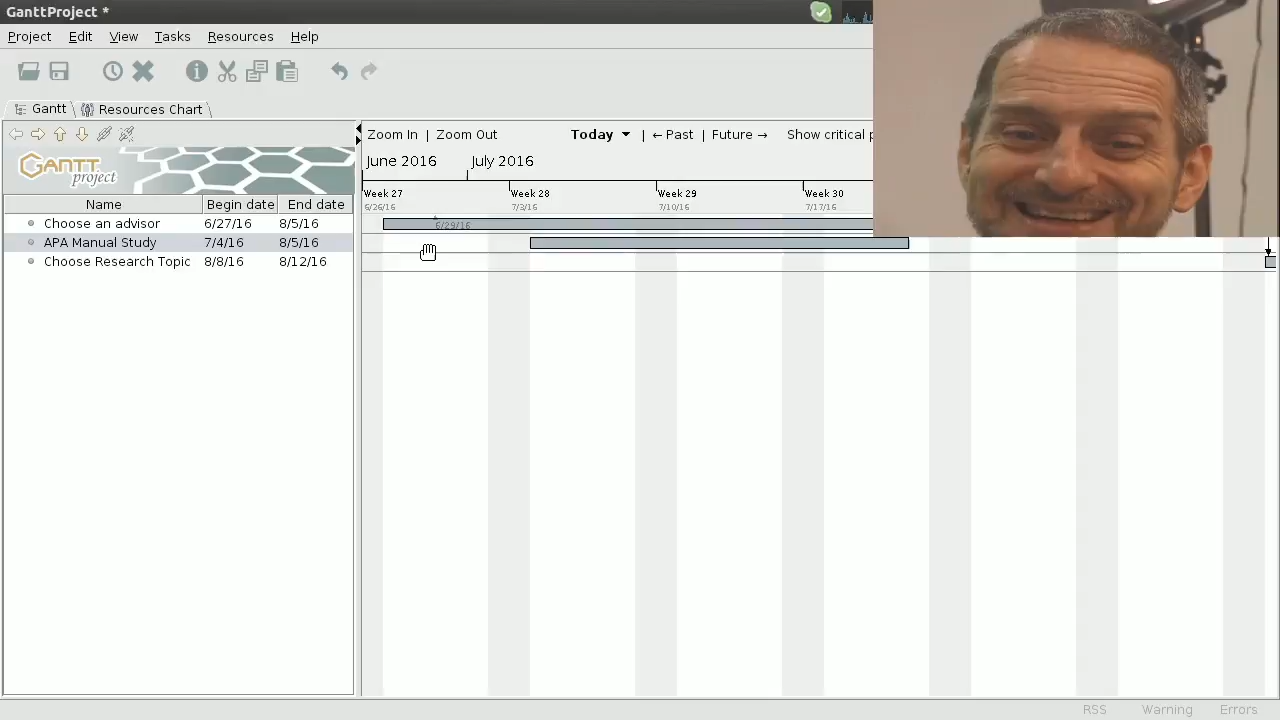 GanttProject *
Project Edit View Tasks Resources Help
Gantt Resources Chart
Zoom In | Zoom Out Today ← Past | Future → Show critical p
GANTT
project
June 2016 July 2016
Week 27 Week 28 Week 29 Week 30
6/26/16 7/3/16 7/10/16 7/17/16
Name Begin date End date
Choose an advisor 6/27/16 8/5/16
6/29/16
APA Manual Study 7/4/16 8/5/16
Choose Research Topic 8/8/16 8/12/16
RSS Warning Errors